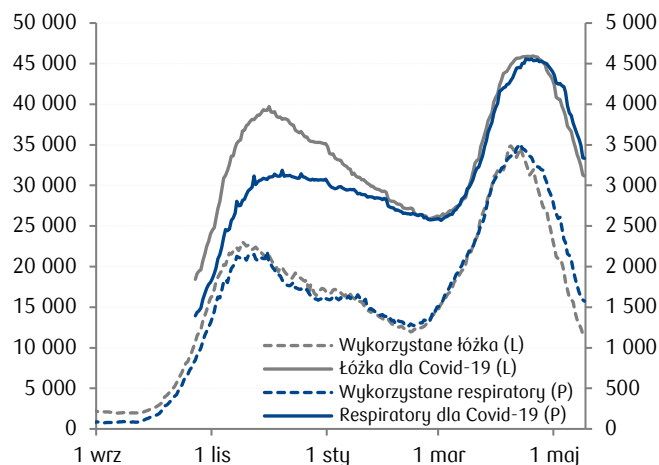 50 000 5 000
45 000 4 500
40 000 4 000
35 000 3 500
30 000 3 000
25 000 2 500
20 000 2 000
15 000 1 500
10 000 1 000
5 000 500
0 0
Wykorzystane łóżka (L)
Łóżka dla Covid-19 (L)
Wykorzystane respiratory (P)
Respiratory dla Covid-19 (P)
1 wrz 1 lis 1 sty 1 mar 1 maj